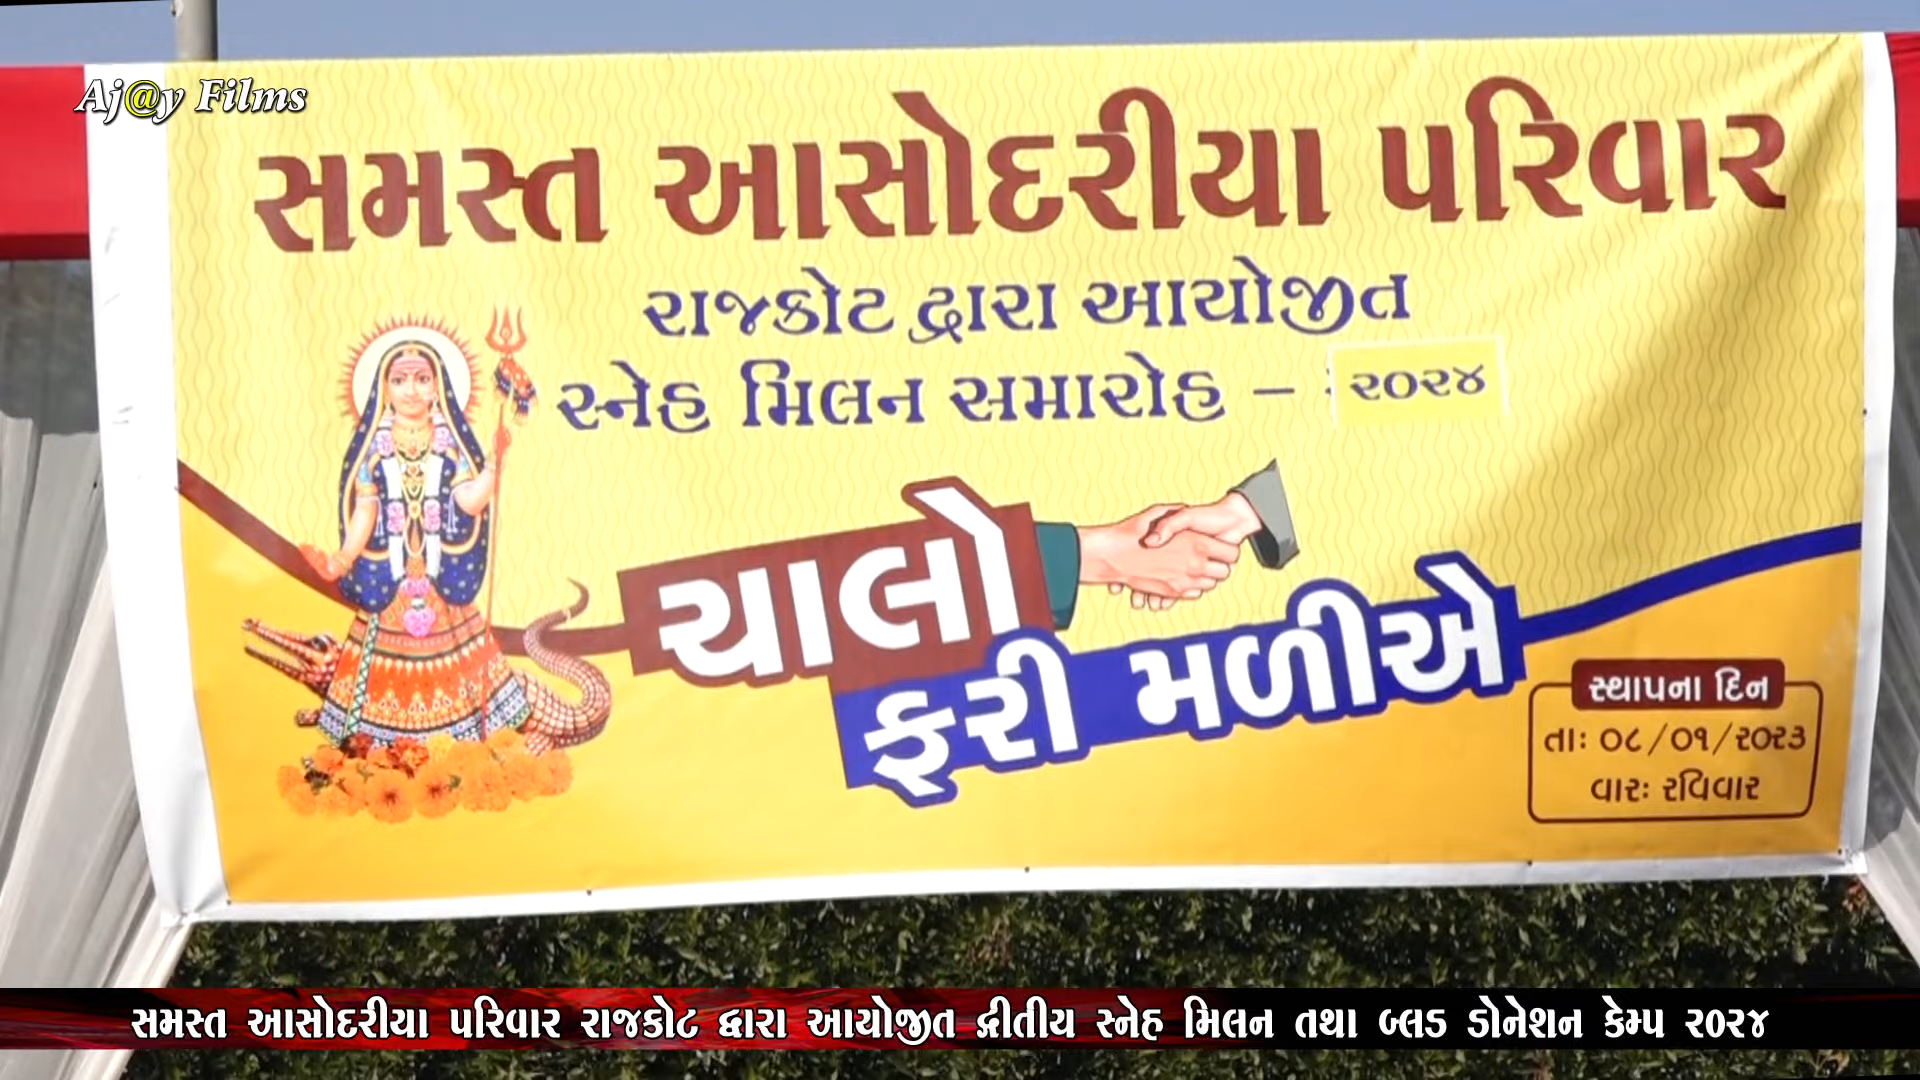 Aj@y Films
સમસ્ત આસોદરીયા પરિવાર
રાજકોટ દ્વારા આયોજીત
સ્નેહ મિલન સમારોહ - ૨૦૨૪
ચાલો
ફરી મળીએ
સ્થાપના દિન
તાઃ ૦૮/૦૧/૨૦૨૩
વારઃ રવિવાર
સમસ્ત આસોદરીયા પરિવાર રાજકોટ દ્વારા આયોજીત દ્વીતીય સ્નેહ મિલન તથા બ્લડ ડોનેશન કેમ્પ ૨૦૨૪